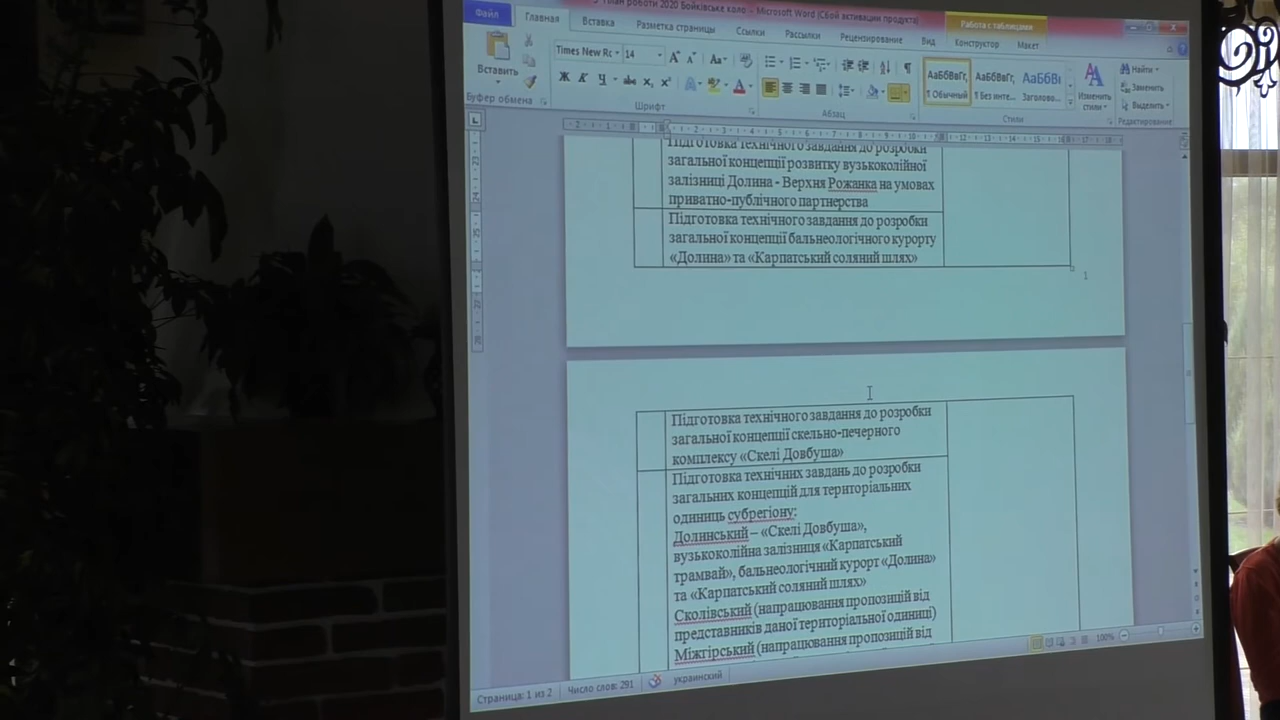 План роботи 2020 Бойківське коло – Microsoft Word (Сбой активации продукта)
Работа с таблицами
Файл
Главная
Вставка
Разметка страницы
Ссылки
Рассылки
Рецензирование
Вид
Конструктор
Макет
Вставить
Буфер обмена
Times New Rc
14
Шрифт
Абзац
АаБбВвГг,
¶ Обычный
АаБбВвГг,
¶ Без инте...
АаБбВв
Заголово...
Изменить
стили
Стили
Найти
Заменить
Выделить
Редактирование
Підготовка технічного завдання до розробки
загальної концепції розвитку вузькоколійної
залізниці Долина - Верхня Рожанка на умовах
приватно-публічного партнерства
Підготовка технічного завдання до розробки
загальної концепції бальнеологічного курорту
«Долина» та «Карпатський соляний шлях»
1
Підготовка технічного завдання до розробки
загальної концепції скельно-печерного
комплексу «Скелі Довбуша»
Підготовка технічних завдань до розробки
загальних концепцій для територіальних
одиниць субрегіону:
Долинський – «Скелі Довбуша»,
вузькоколійна залізниця «Карпатський
трамвай», бальнеологічний курорт «Долина»
та «Карпатський соляний шлях»
Сколівський (напрацювання пропозицій від
представників даної територіальної одиниці)
Міжгірський (напрацювання пропозицій від
Страница: 1 из 2
Число слов: 291
украинский
100%